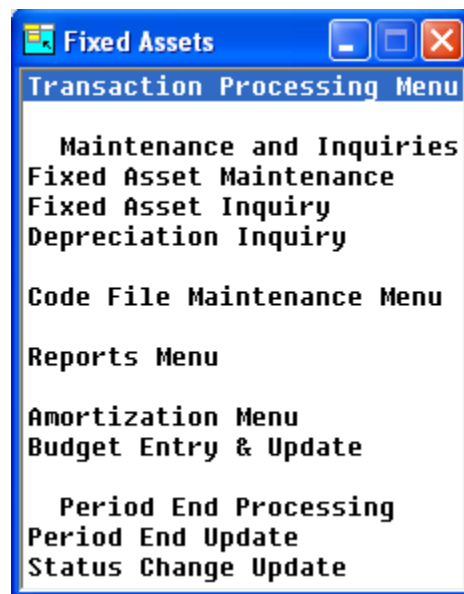 Fixed Assets
Transaction Processing Menu
Maintenance and Inquiries
Fixed Asset Maintenance
Fixed Asset Inquiry
Depreciation Inquiry
Code File Maintenance Menu
Reports Menu
Amortization Menu
Budget Entry & Update
Period End Processing
Period End Update
Status Change Update